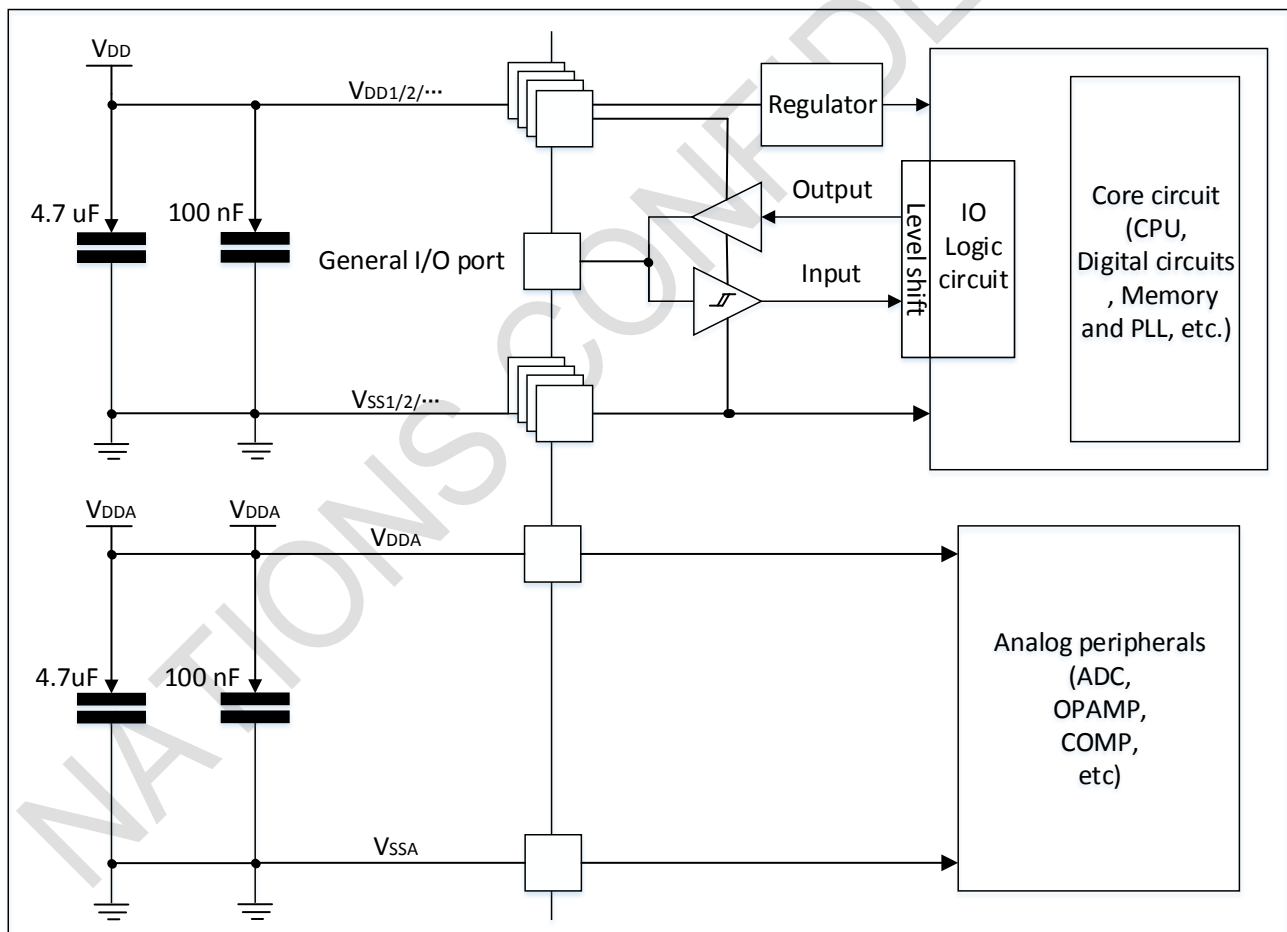 VDD
VDD1/2/···
Regulator
4.7 uF
100 nF
General I/O port
Output
Input
Level shift
IO
Logic
circuit
Core circuit
(CPU,
Digital circuits
, Memory
and PLL, etc.)
VSS1/2/···
VDDA
VDDA
VDDA
4.7uF
100 nF
Analog peripherals
(ADC,
OPAMP,
COMP,
etc)
VSSA
NATIONS CONFIDE